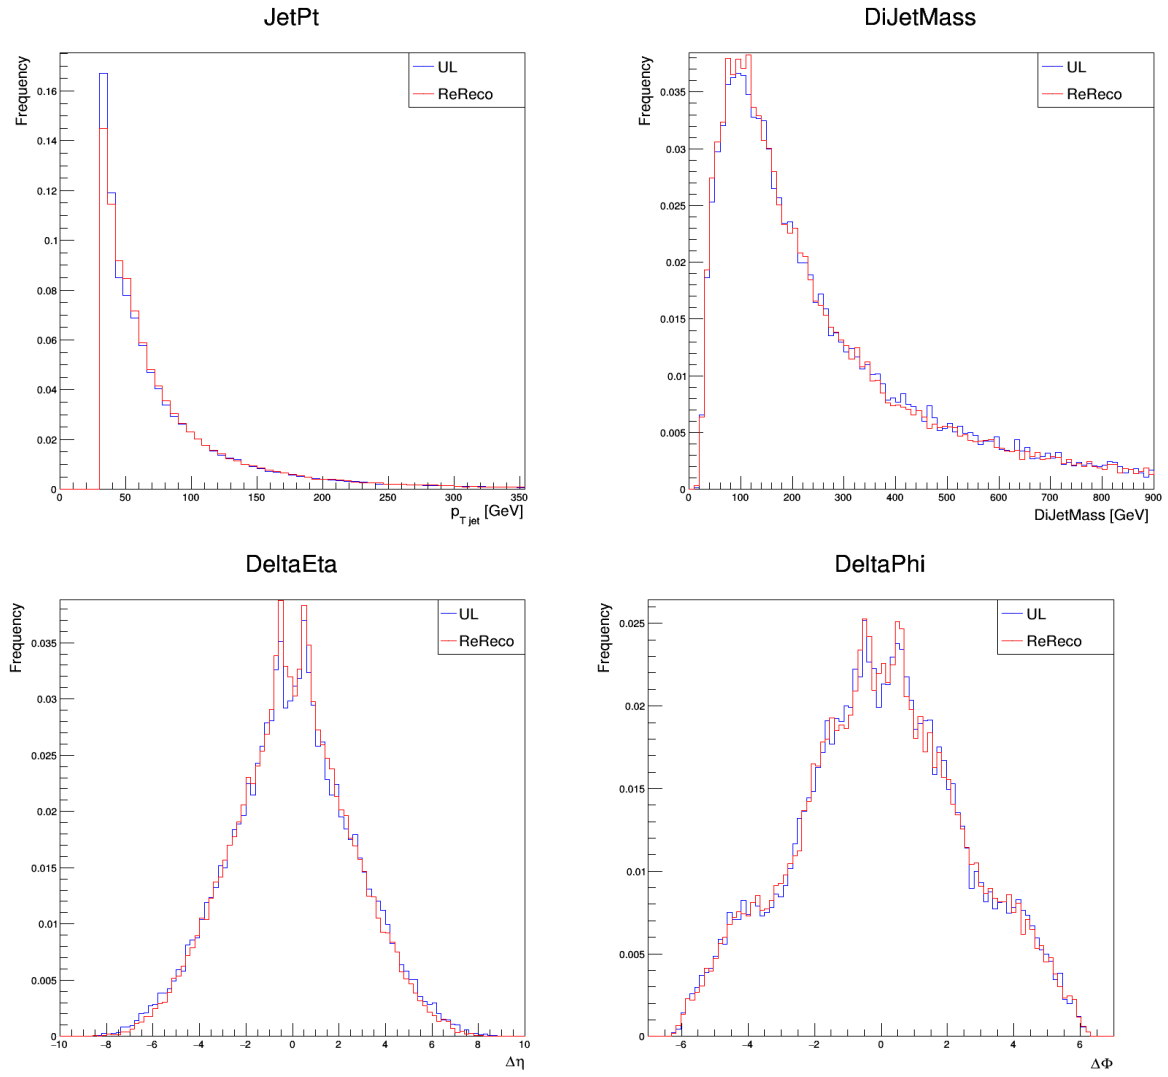 JetPt
Frequency
UL
ReReco
0.16
0.14
0.12
0.1
0.08
0.06
0.04
0.02
0
0 50 100 150 200 250 300 350
p_T jet [GeV]
DiJetMass
Frequency
UL
ReReco
0.035
0.03
0.025
0.02
0.015
0.01
0.005
0
0 100 200 300 400 500 600 700 800 900
DiJetMass [GeV]
DeltaEta
Frequency
UL
ReReco
0.035
0.03
0.025
0.02
0.015
0.01
0.005
0
−10 −8 −6 −4 −2 0 2 4 6 8 10
Δη
DeltaPhi
Frequency
UL
ReReco
0.025
0.02
0.015
0.01
0.005
0
−6 −4 −2 0 2 4 6
ΔΦ